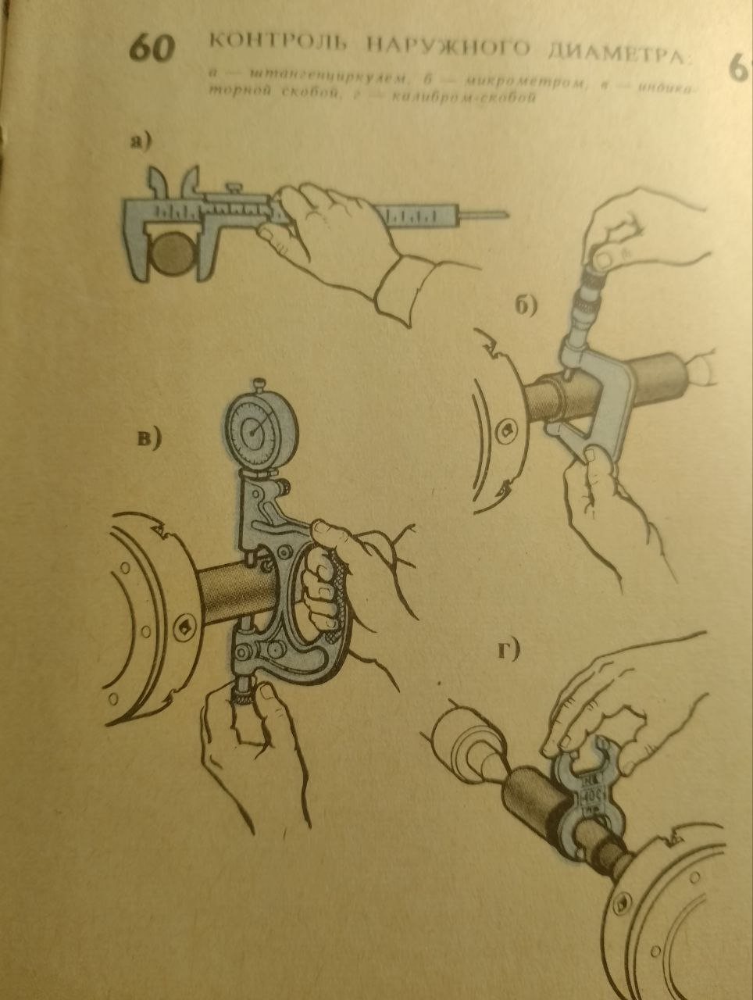 60 КОНТРОЛЬ НАРУЖНОГО ДИАМЕТРА:
а — штангенциркулем, б — микрометром, в — индика-
торной скобой, г — калибром-скобой
а)
б)
в)
г)